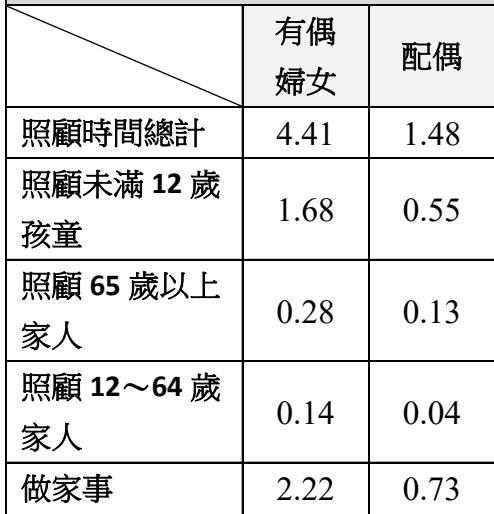 有偶
婦女
配偶
照顧時間總計 4.41 1.48
照顧未滿 12 歲
孩童
1.68 0.55
照顧 65 歲以上
家人
0.28 0.13
照顧 12～64 歲
家人
0.14 0.04
做家事 2.22 0.73